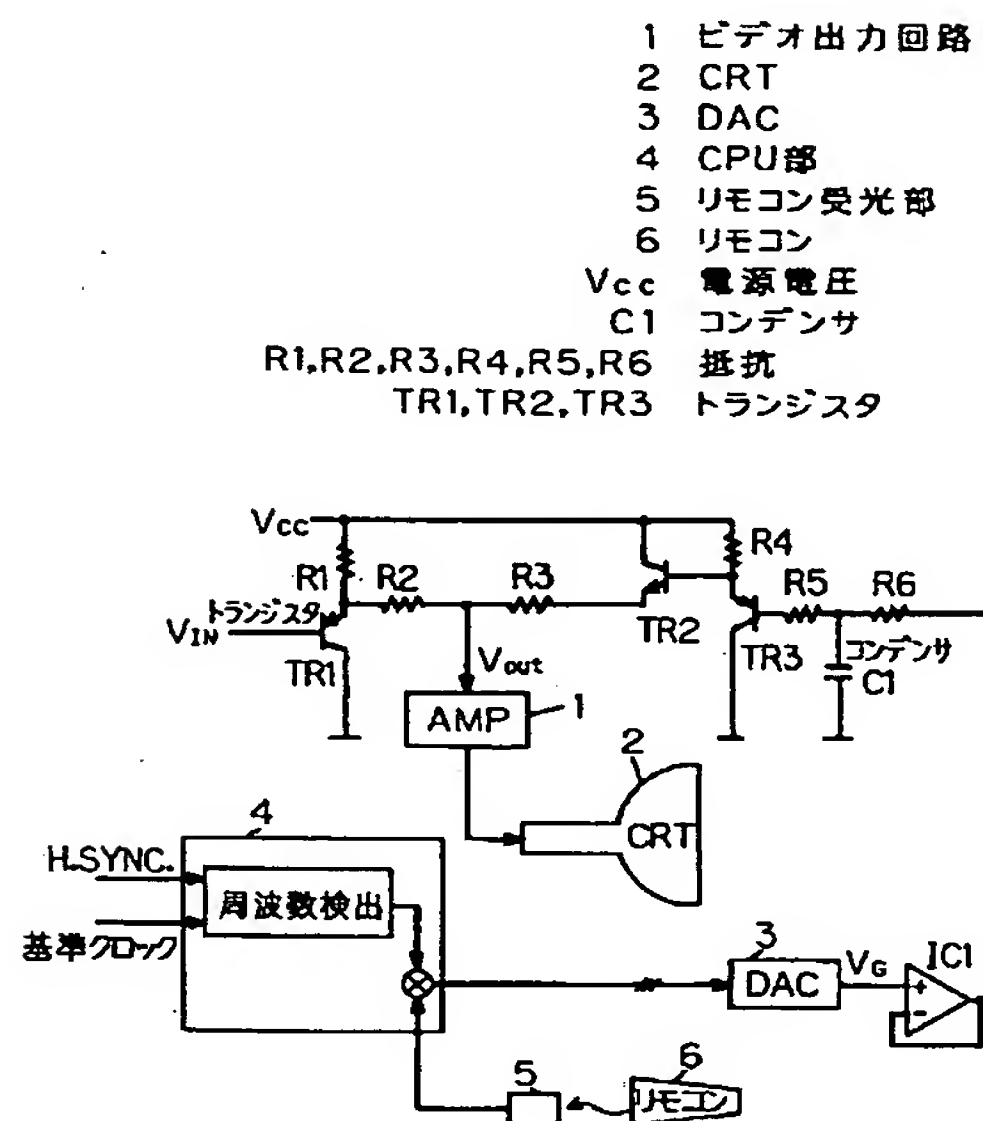 1 ビデオ出力回路
2 CRT
3 DAC
4 CPU部
5 リモコン受光部
6 リモコン
Vcc 電源電圧
C1 コンデンサ
R1,R2,R3,R4,R5,R6 抵抗
TR1,TR2,TR3 トランジスタ
Vcc
R1
R2
R3
R4
R5
R6
トランジスタ
VIN
TR1
TR2
TR3
コンデンサ
C1
Vout
AMP
1
2
CRT
4
H.SYNC.
周波数検出
基準クロック
3
DAC
VG
IC1
+
-
5
6
リモコン